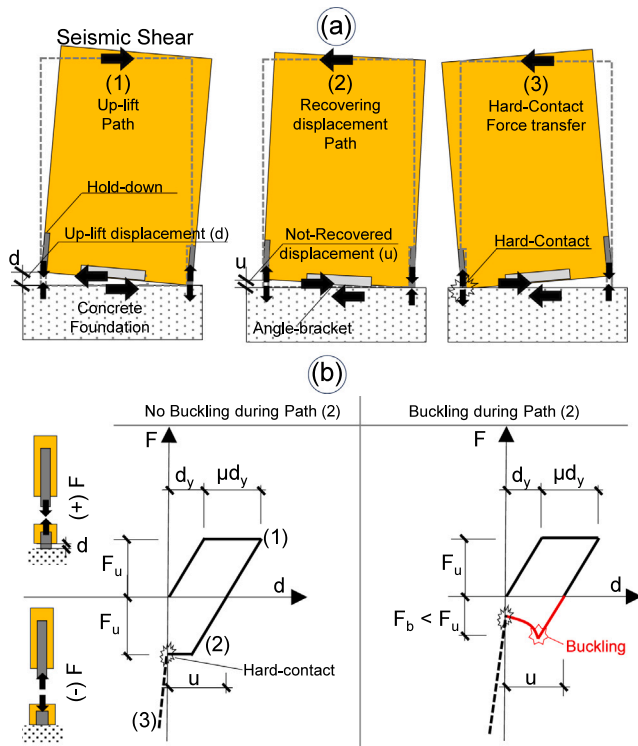 (a)
Seismic Shear
(1)
Up-lift
Path
(2)
Recovering
displacement
Path
(3)
Hard-Contact
Force transfer
Hold-down
Up-lift displacement (d)
d
Concrete
Foundation
Not-Recovered
displacement (u)
u
Angle-bracket
Hard-Contact
(b)
No Buckling during Path (2)
Buckling during Path (2)
(+) F
d
(-) F
F
dy
μdy
(1)
Fu
d
Fu
(2)
Hard-contact
u
(3)
F
dy
μdy
Fu
d
Fb < Fu
Buckling
u